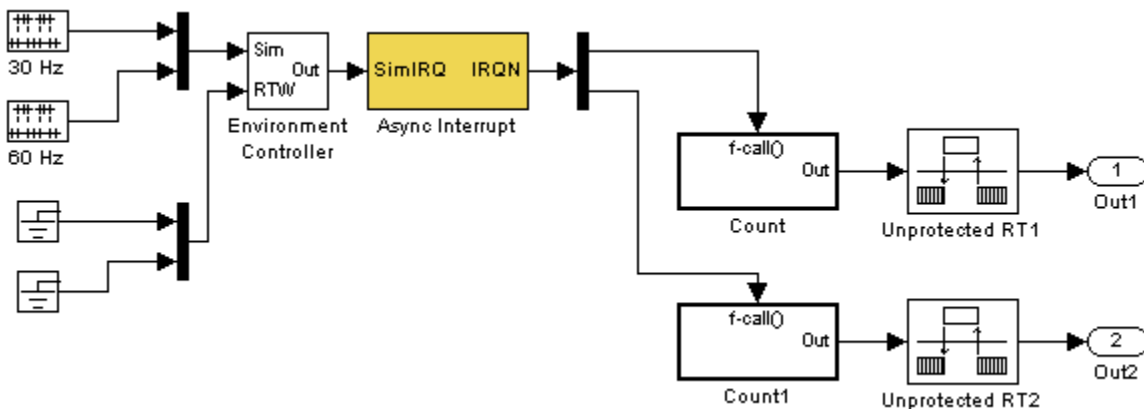 30 Hz
60 Hz
Sim
Out
RTW
Environment
Controller
SimIRQ IRQN
Async Interrupt
f-call()
Out
Count
Unprotected RT1
1
Out1
f-call()
Out
Count1
Unprotected RT2
2
Out2